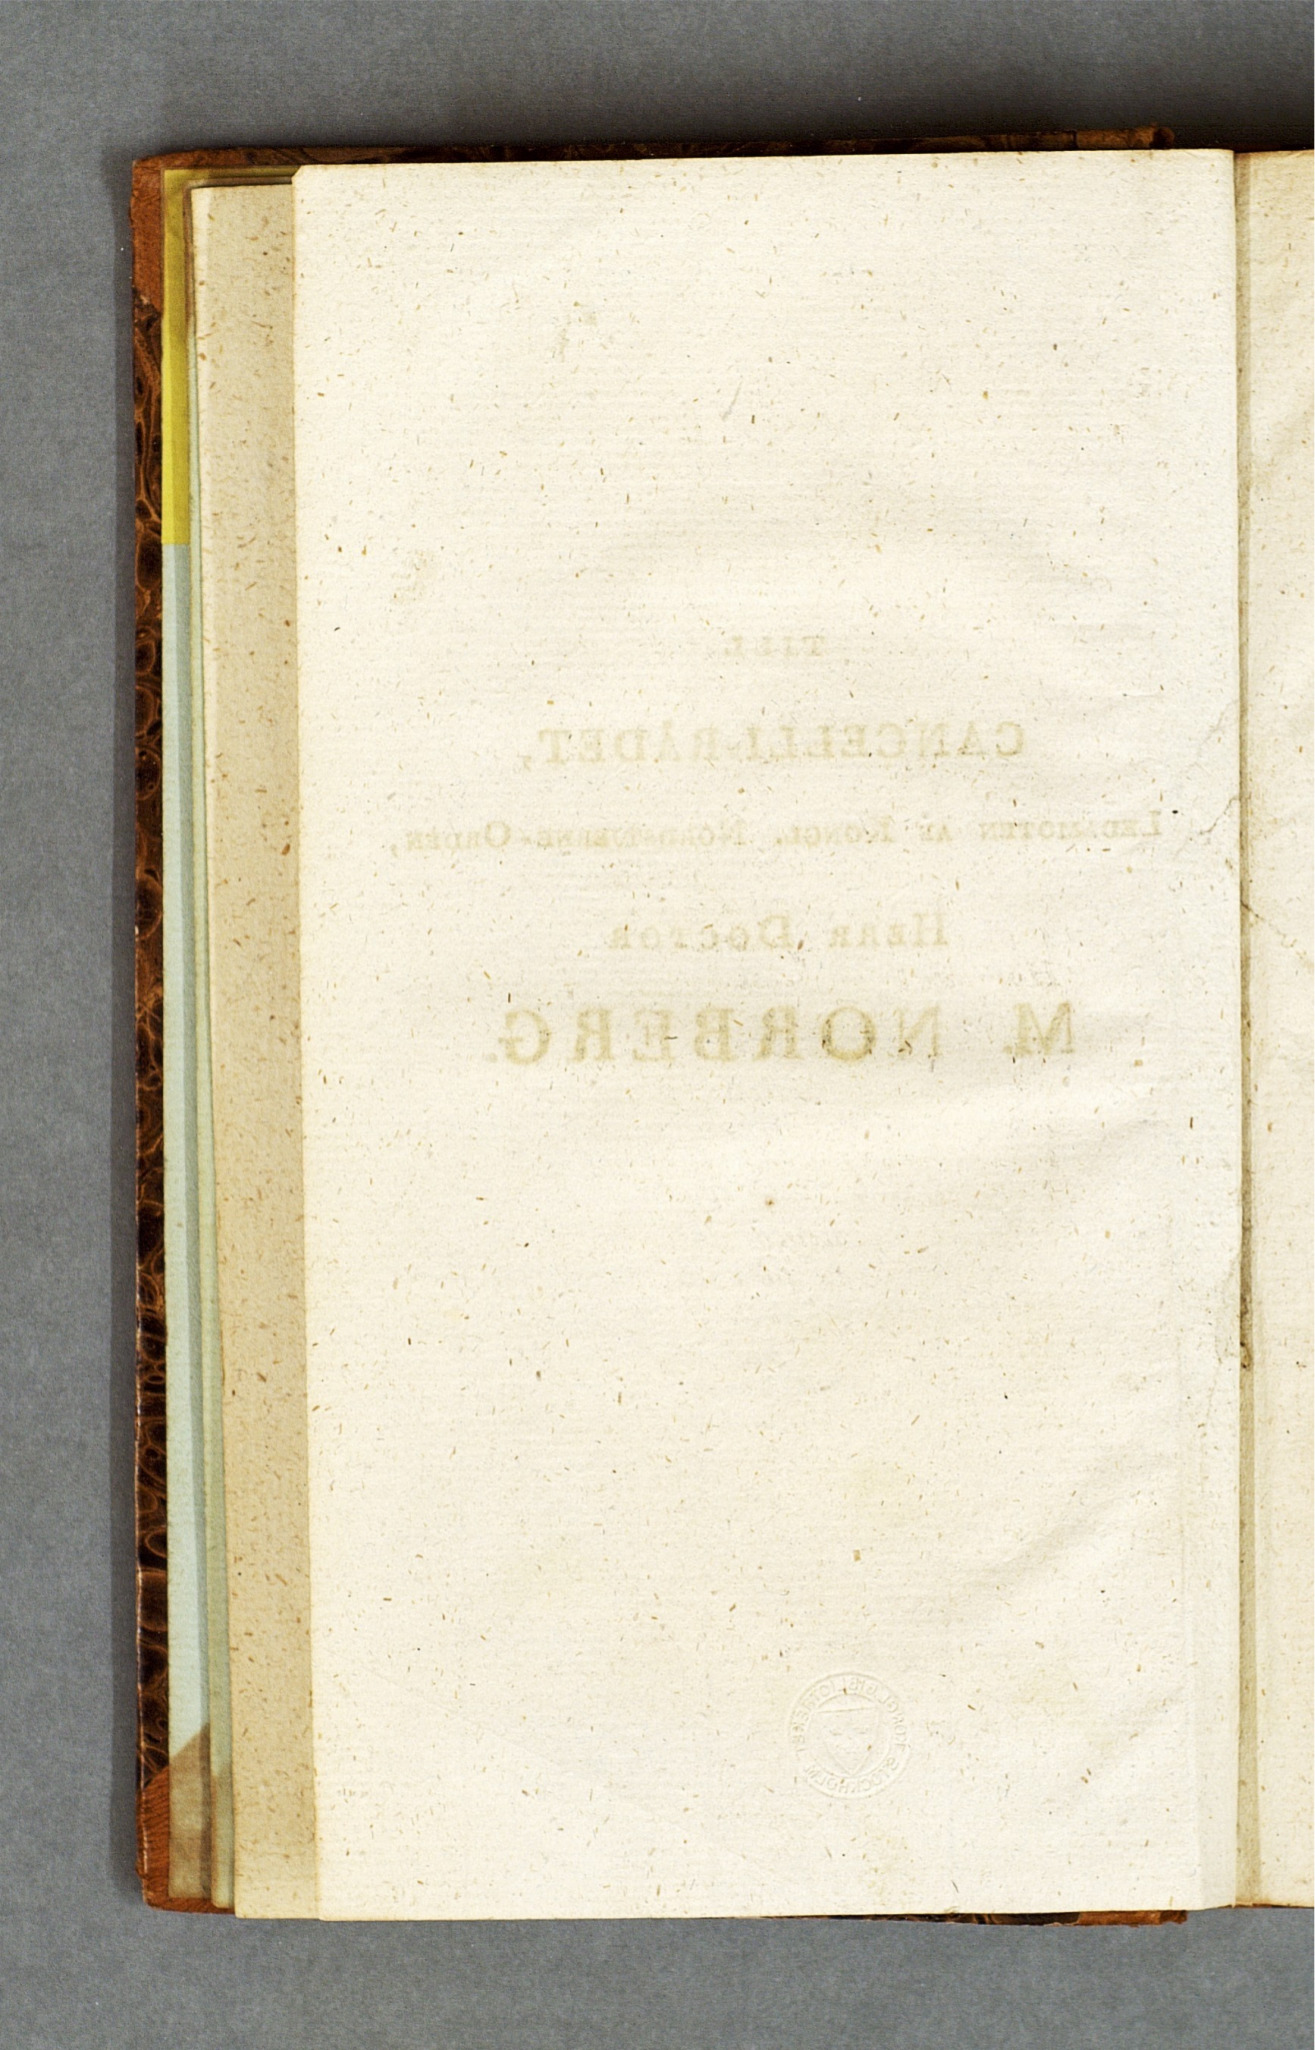 TILL
CANCELLI-RÅDET,
LEDAMOTEN AF KONGL. NORDSTJERNE-ORDEN,
HERR DOCTOR
M. NORBERG.